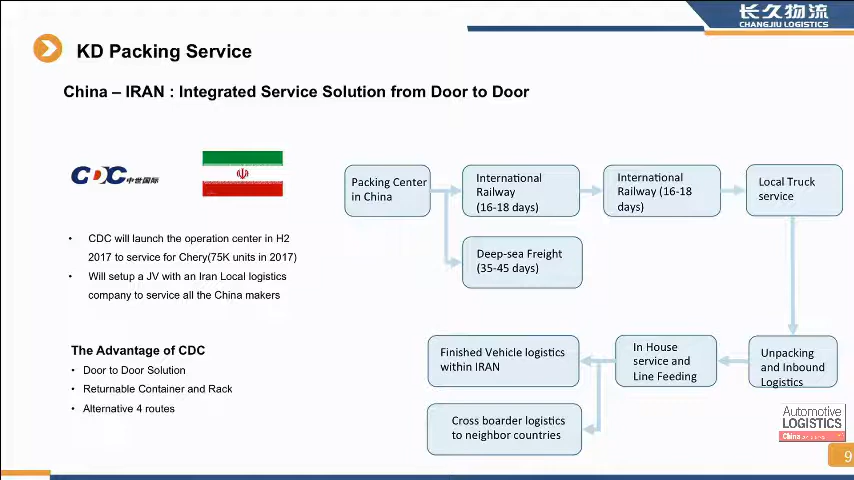 长久物流
CHANGJIU LOGISTICS
KD Packing Service
China – IRAN : Integrated Service Solution from Door to Door
CDC 中世国际
• CDC will launch the operation center in H2
2017 to service for Chery(75K units in 2017)
• Will setup a JV with an Iran Local logistics
company to service all the China makers
The Advantage of CDC
• Door to Door Solution
• Returnable Container and Rack
• Alternative 4 routes
Packing Center
in China
International
Railway
(16-18 days)
International
Railway (16-18
days)
Local Truck
service
Deep-sea Freight
(35-45 days)
Finished Vehicle logistics
within IRAN
In House
service and
Line Feeding
Unpacking
and Inbound
Logistics
Cross boarder logistics
to neighbor countries
Automotive
LOGISTICS
China
9